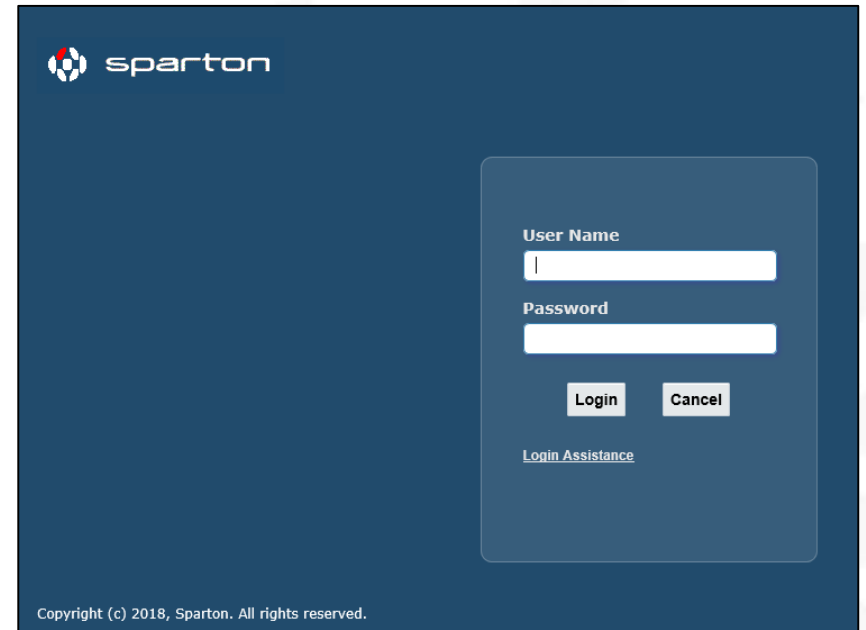 sparton
User Name
Password
Login Cancel
Login Assistance
Copyright (c) 2018, Sparton. All rights reserved.